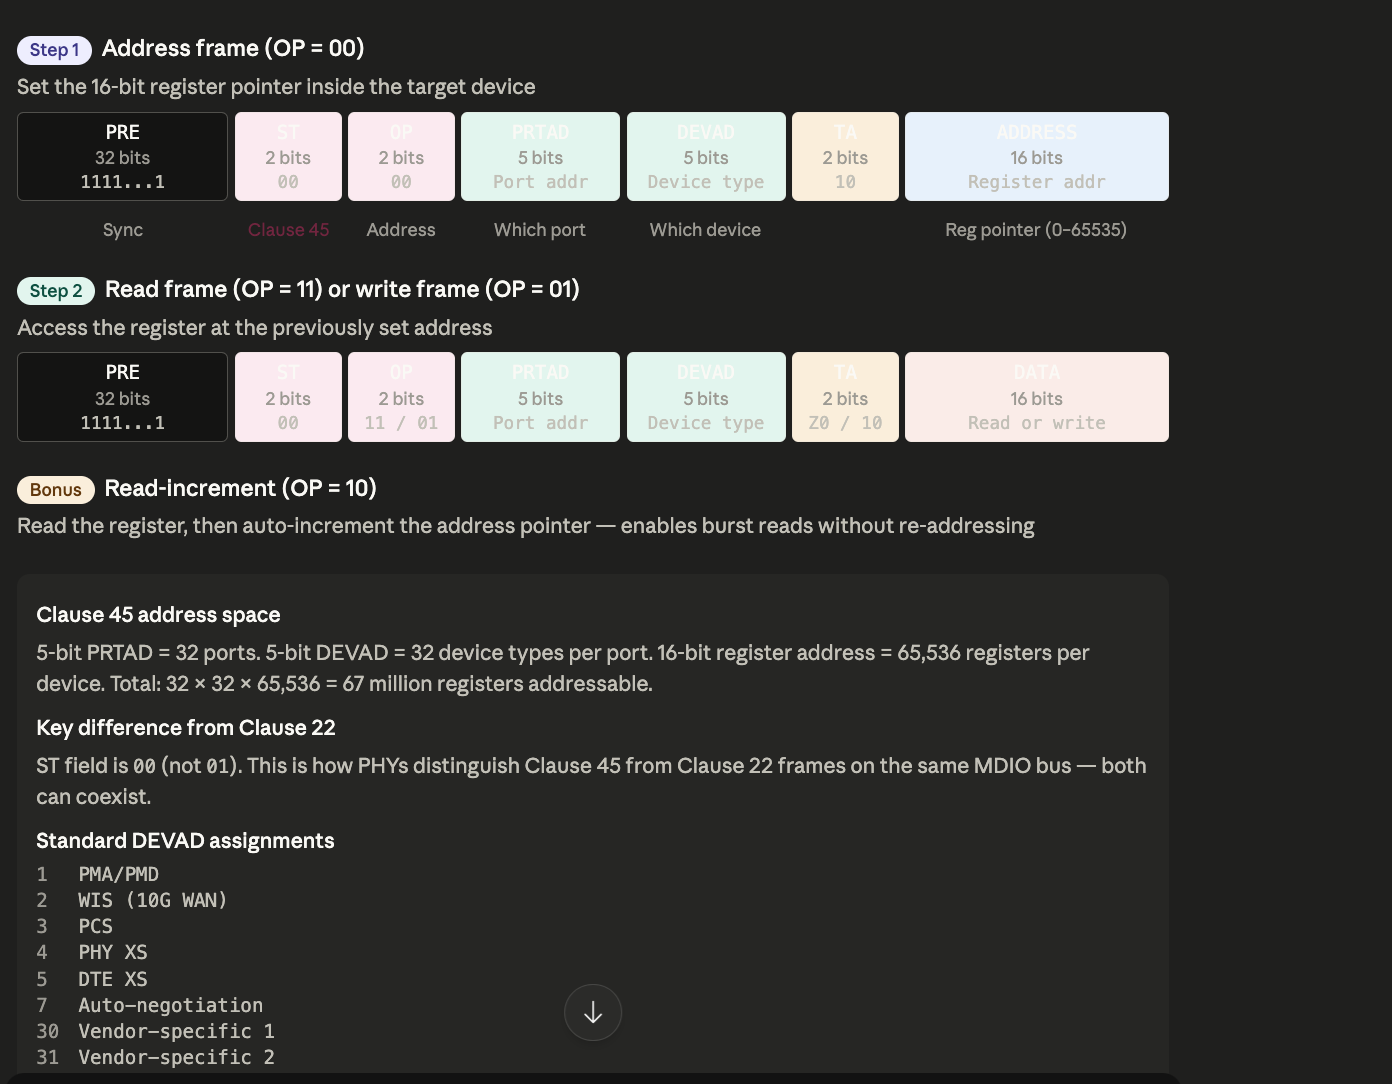 Step 1 Address frame (OP = 00)
Set the 16-bit register pointer inside the target device
PRE ST OP PRTAD DEVAD TA ADDRESS
32 bits 2 bits 2 bits 5 bits 5 bits 2 bits 16 bits
1111...1 00 00 Port addr Device type 10 Register addr
Sync Clause 45 Address Which port Which device Reg pointer (0–65535)
Step 2 Read frame (OP = 11) or write frame (OP = 01)
Access the register at the previously set address
PRE ST OP PRTAD DEVAD TA DATA
32 bits 2 bits 2 bits 5 bits 5 bits 2 bits 16 bits
1111...1 00 11 / 01 Port addr Device type Z0 / 10 Read or write
Bonus Read-increment (OP = 10)
Read the register, then auto-increment the address pointer — enables burst reads without re-addressing
Clause 45 address space
5-bit PRTAD = 32 ports. 5-bit DEVAD = 32 device types per port. 16-bit register address = 65,536 registers per
device. Total: 32 × 32 × 65,536 = 67 million registers addressable.
Key difference from Clause 22
ST field is 00 (not 01). This is how PHYs distinguish Clause 45 from Clause 22 frames on the same MDIO bus — both
can coexist.
Standard DEVAD assignments
1 PMA/PMD
2 WIS (10G WAN)
3 PCS
4 PHY XS
5 DTE XS
7 Auto-negotiation
30 Vendor-specific 1
31 Vendor-specific 2